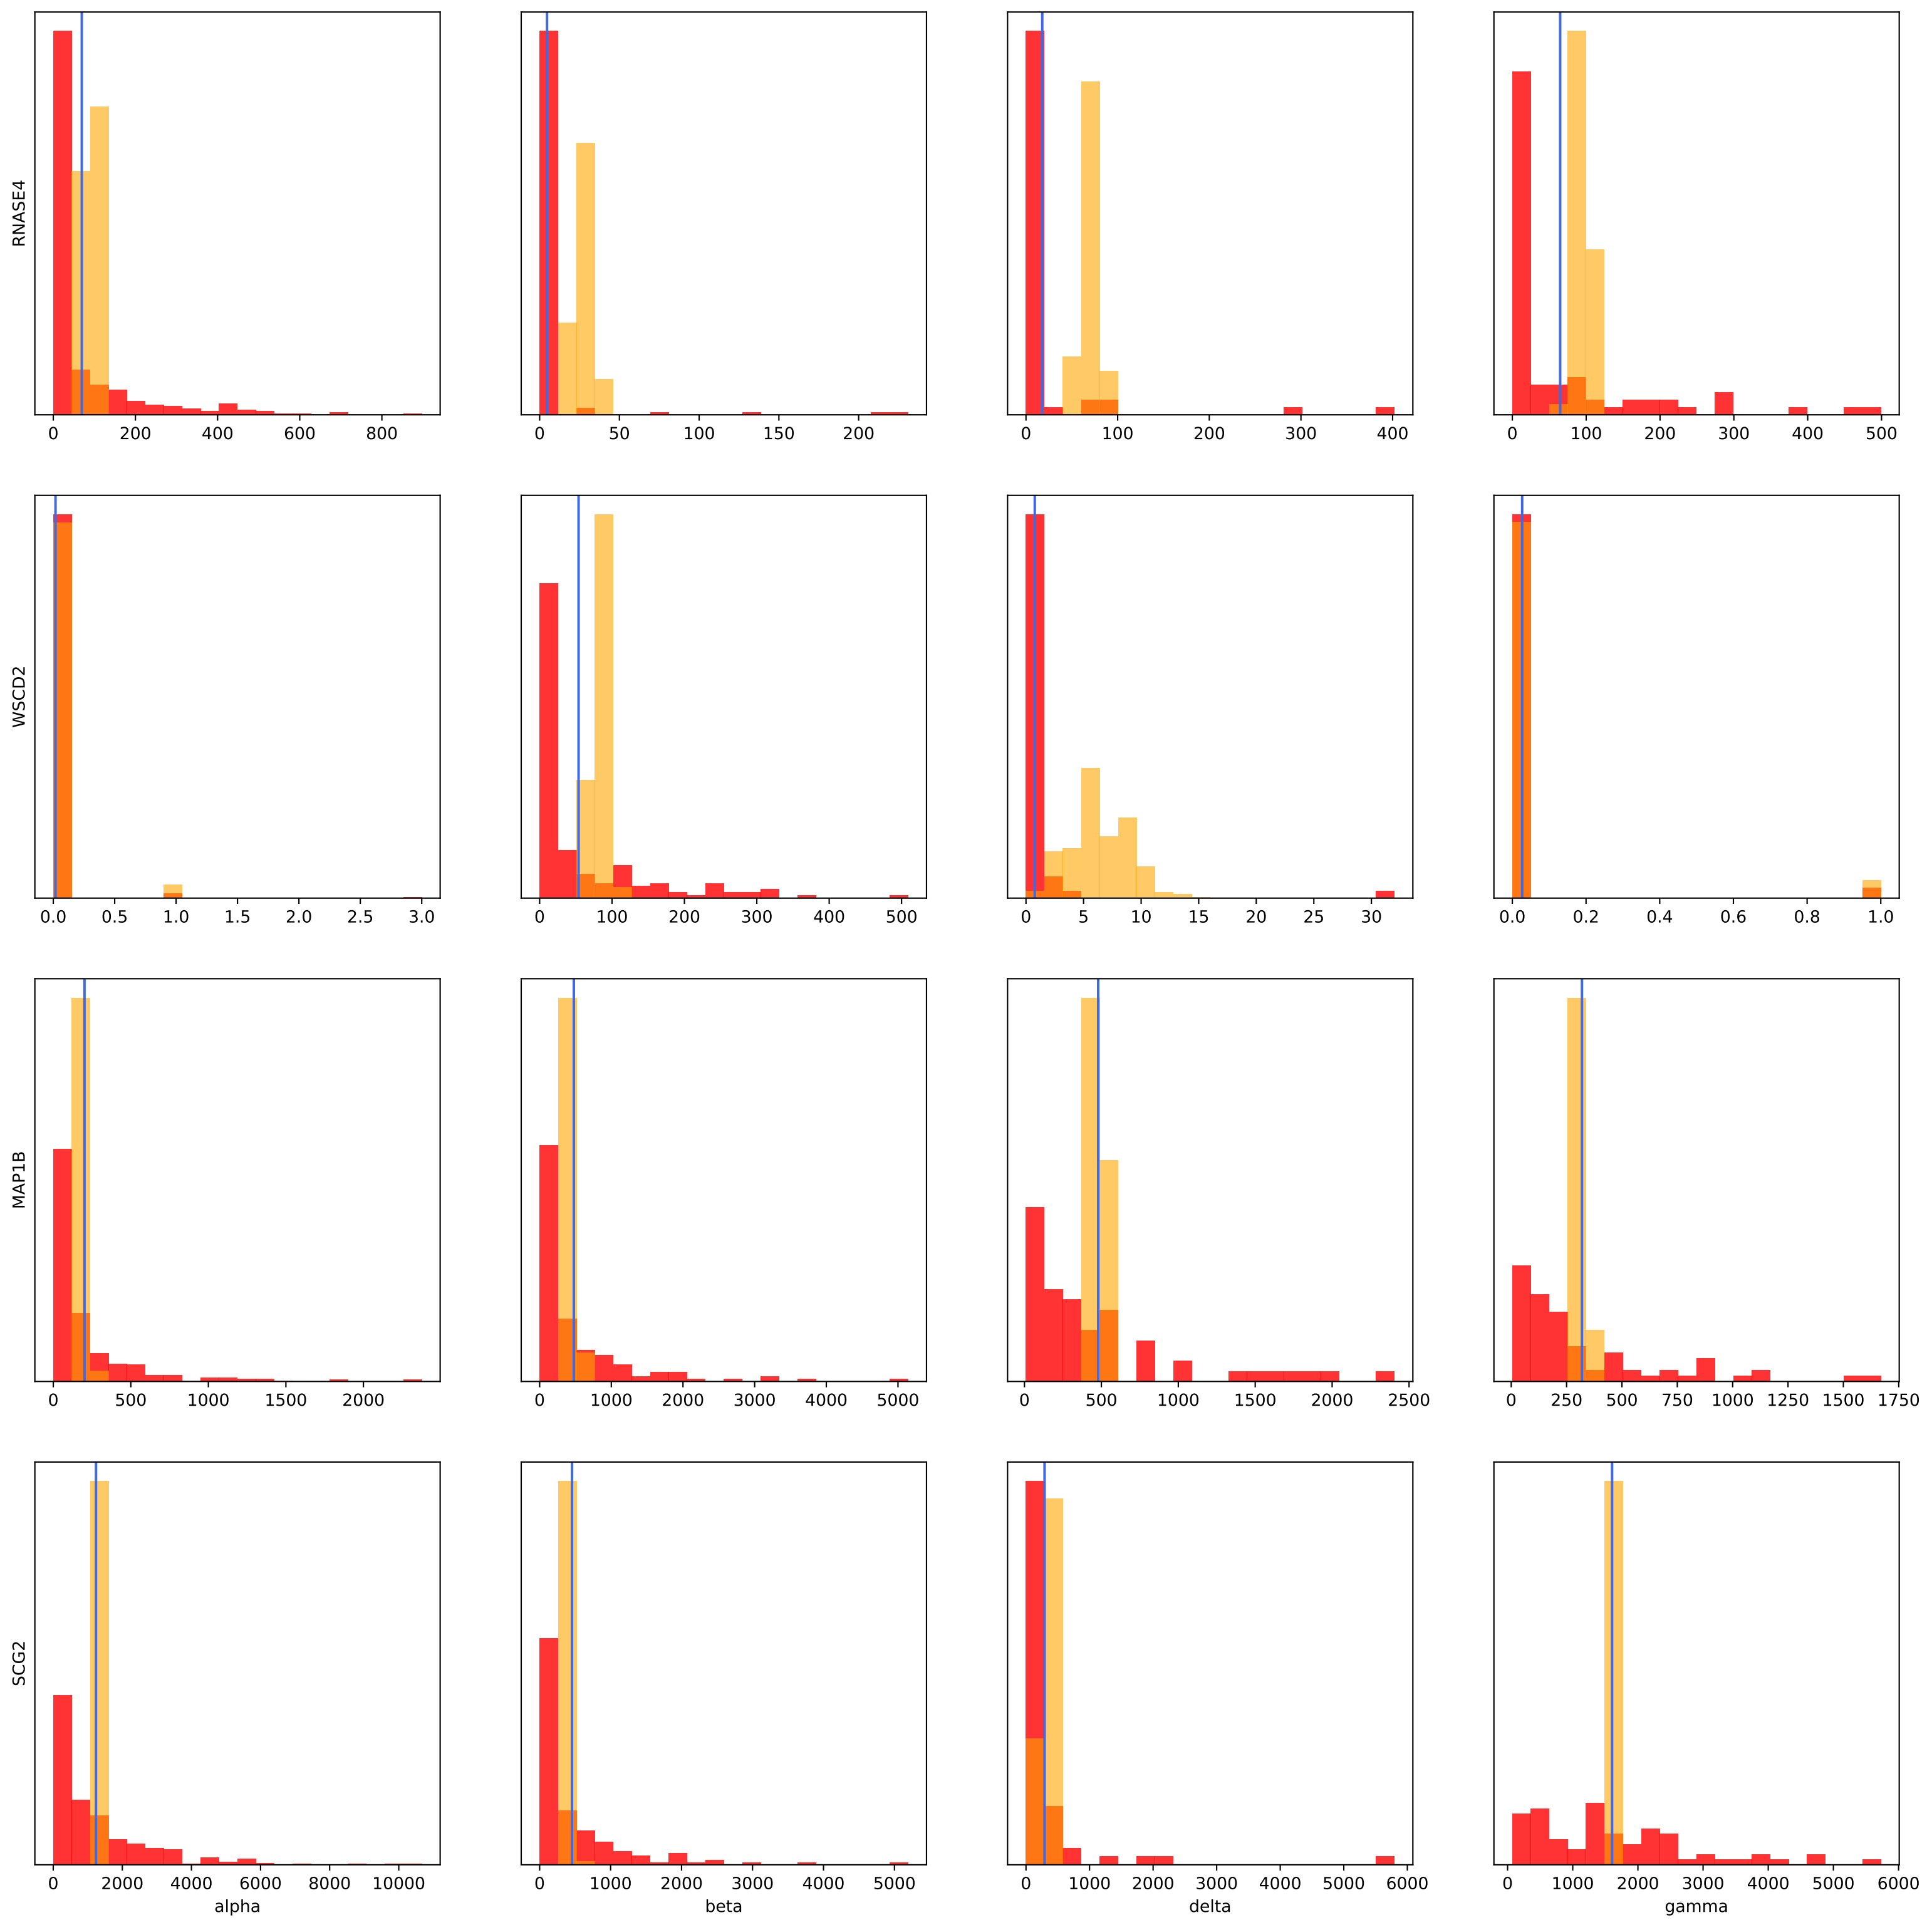 RNASE4
0 200 400 600 800
0 50 100 150 200
0 100 200 300 400
0 100 200 300 400 500
WSCD2
0.0 0.5 1.0 1.5 2.0 2.5 3.0
0 100 200 300 400 500
0 5 10 15 20 25 30
0.0 0.2 0.4 0.6 0.8 1.0
MAP1B
0 500 1000 1500 2000
0 1000 2000 3000 4000 5000
0 500 1000 1500 2000 2500
0 250 500 750 1000 1250 1500 1750
SCG2
0 2000 4000 6000 8000 10000
alpha
0 1000 2000 3000 4000 5000
beta
0 1000 2000 3000 4000 5000 6000
delta
0 1000 2000 3000 4000 5000 6000
gamma